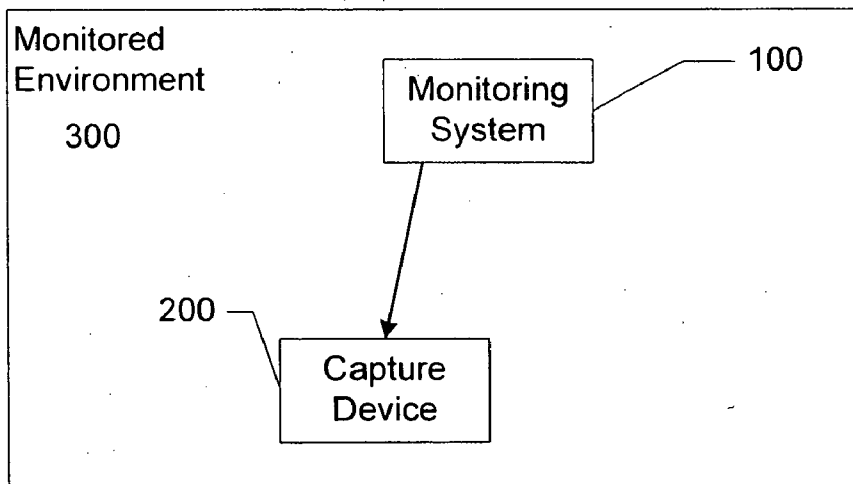 Monitored
Environment
300
Monitoring
System
100
200
Capture
Device